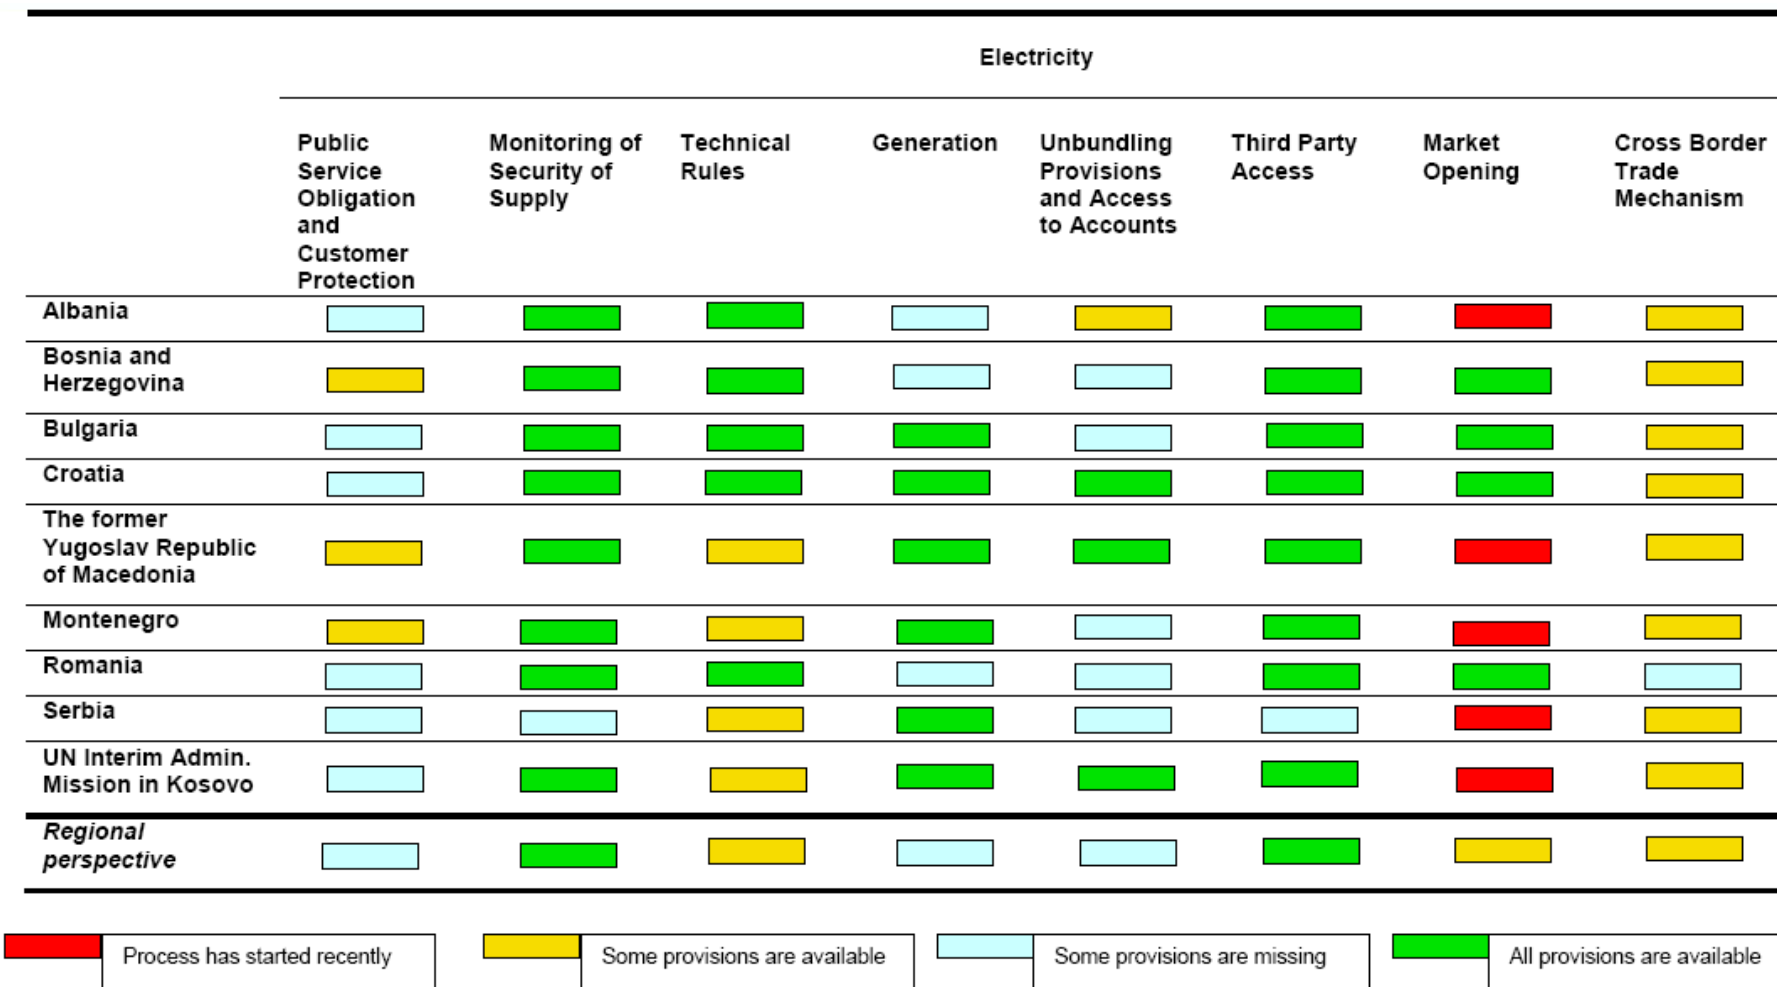 Electricity
Public
Service
Obligation
and
Customer
Protection
Monitoring of
Security of
Supply
Technical
Rules
Generation
Unbundling
Provisions
and Access
to Accounts
Third Party
Access
Market
Opening
Cross Border
Trade
Mechanism
Albania
Bosnia and
Herzegovina
Bulgaria
Croatia
The former
Yugoslav Republic
of Macedonia
Montenegro
Romania
Serbia
UN Interim Admin.
Mission in Kosovo
Regional
perspective
Process has started recently
Some provisions are available
Some provisions are missing
All provisions are available